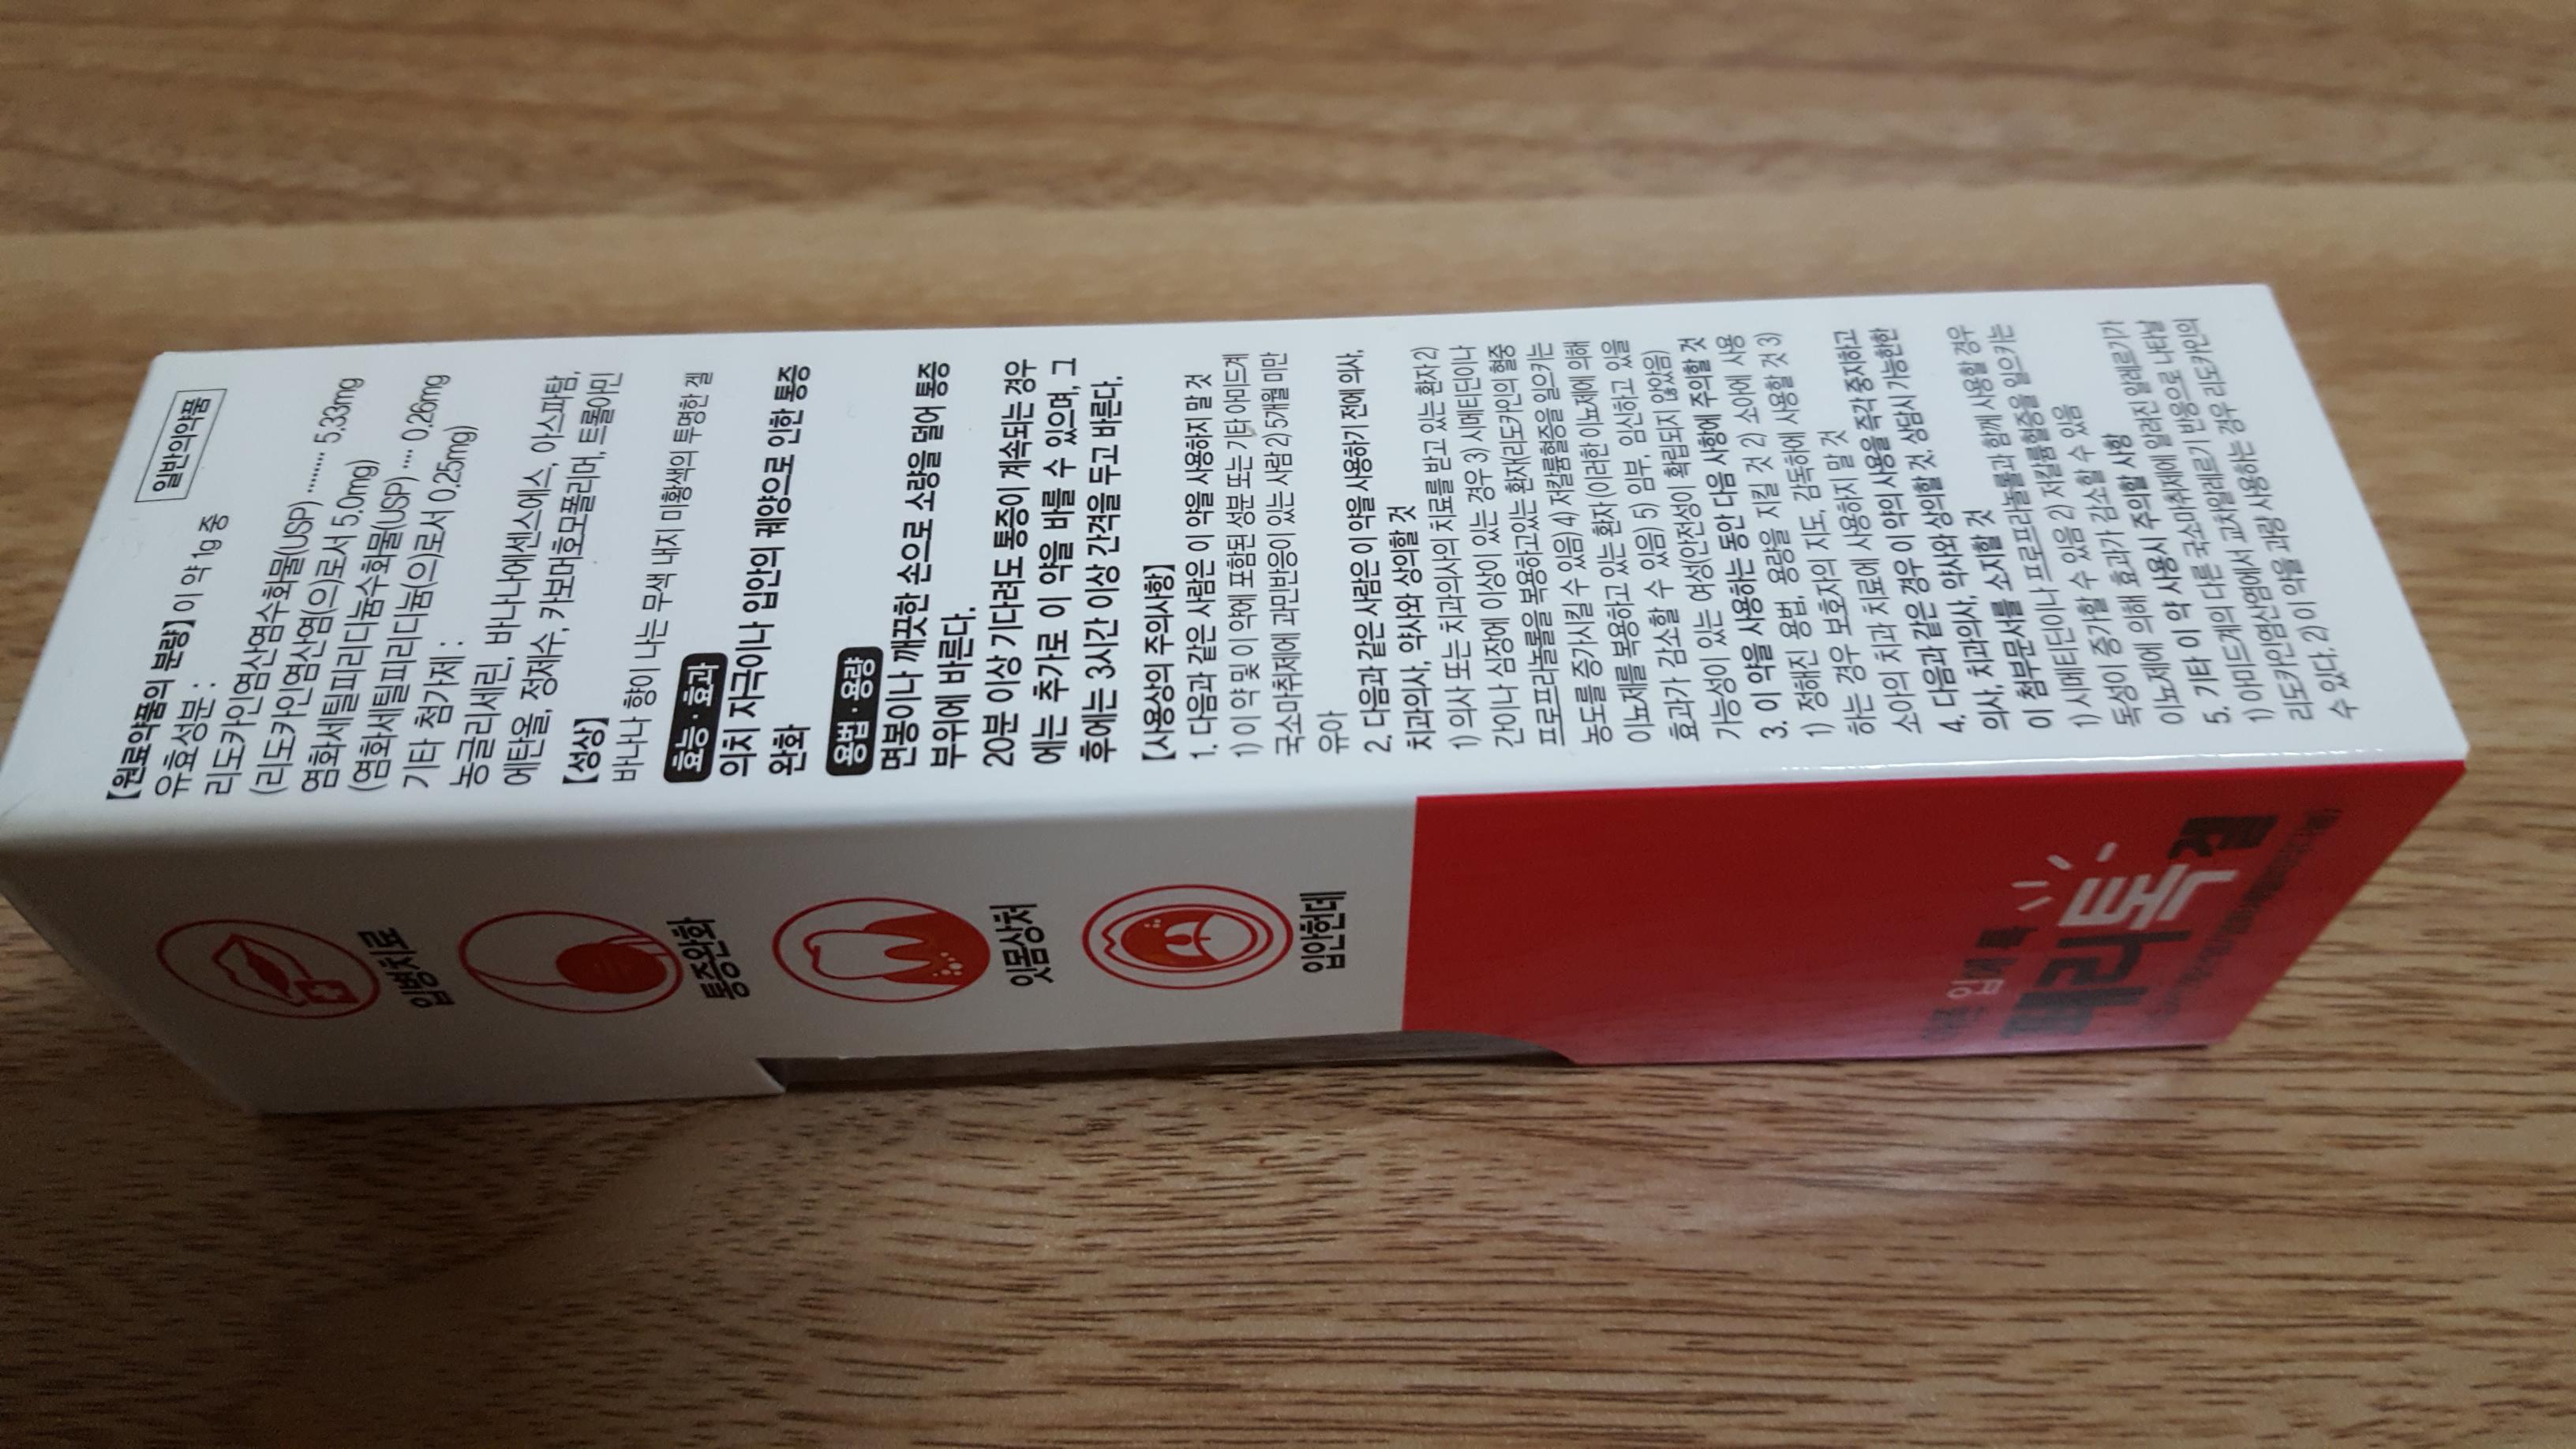 일반의약품
【원료약품의 분량】 이 약 1g 중
유효성분 :
리도카인염산염수화물(USP) ········ 5.33mg
(리도카인염산염(으)로서 5.0mg)
염화세틸피리디늄수화물(USP) ···· 0.26mg
(염화세틸피리디늄(으)로서 0.25mg)
기타 첨가제 :
농글리세린, 바나나에센스에스, 아스파탐,
에탄올, 정제수, 카보머호모폴리머, 트롤아민
【성상】
바나나 향이 나는 무색 내지 미황색의 투명한 겔
효능·효과
의치 자극이나 입안의 궤양으로 인한 통증
완화
용법·용량
면봉이나 깨끗한 손으로 소량을 덜어 통증
부위에 바른다.
20분 이상 기다려도 통증이 계속되는 경우
에는 추가로 이 약을 바를 수 있으며, 그
후에는 3시간 이상 간격을 두고 바른다.
【사용상의 주의사항】
1. 다음과 같은 사람은 이 약을 사용하지 말 것
1) 이 약 및 이 약에 포함된 성분 또는 기타 아미드계
국소마취제에 과민반응이 있는 사람 2) 5개월 미만
유아
2. 다음과 같은 사람은 이 약을 사용하기 전에 의사,
치과의사, 약사와 상의할 것
1) 의사 또는 치과의사의 치료를 받고 있는 환자 2)
간이나 심장에 이상이 있는 경우 3) 시메티딘이나
프로프라놀롤을 복용하고있는 환자(리도카인의 혈중
농도를 증가시킬 수 있음) 4) 저칼륨혈증을 일으키는
이뇨제를 복용하고 있는 환자 (이러한 이뇨제에 의해
효과가 감소할 수 있음) 5) 임부, 임신하고 있을
가능성이 있는 여성(안전성이 확립되지 않았음)
3. 이 약을 사용하는 동안 다음 사항에 주의할 것
1) 정해진 용법, 용량을 지킬 것 2) 소아에 사용
하는 경우 보호자의 지도, 감독하에 사용할 것 3)
소아의 치과 치료에 사용하지 말 것
4. 다음과 같은 경우 이 약의 사용을 즉각 중지하고
의사, 치과의사, 약사와 상의할 것. 상담시 가능한한
이 첨부문서를 소지할 것
1) 시메티딘이나 프로프라놀롤과 함께 사용할 경우
독성이 증가할 수 있음 2) 저칼륨혈증을 일으키는
이뇨제에 의해 효과가 감소할 수 있음
5. 기타 이 약 사용시 주의할 사항
1) 아미드계의 다른 국소마취제에 알려진 알레르기가
리도카인염산염에서 교차알레르기 반응으로 나타날
수 있다. 2) 이 약을 과량 사용하는 경우 리도카인의
입병치료
통증완화
잇몸상처
입안헌데
입에 톡
페리톡겔